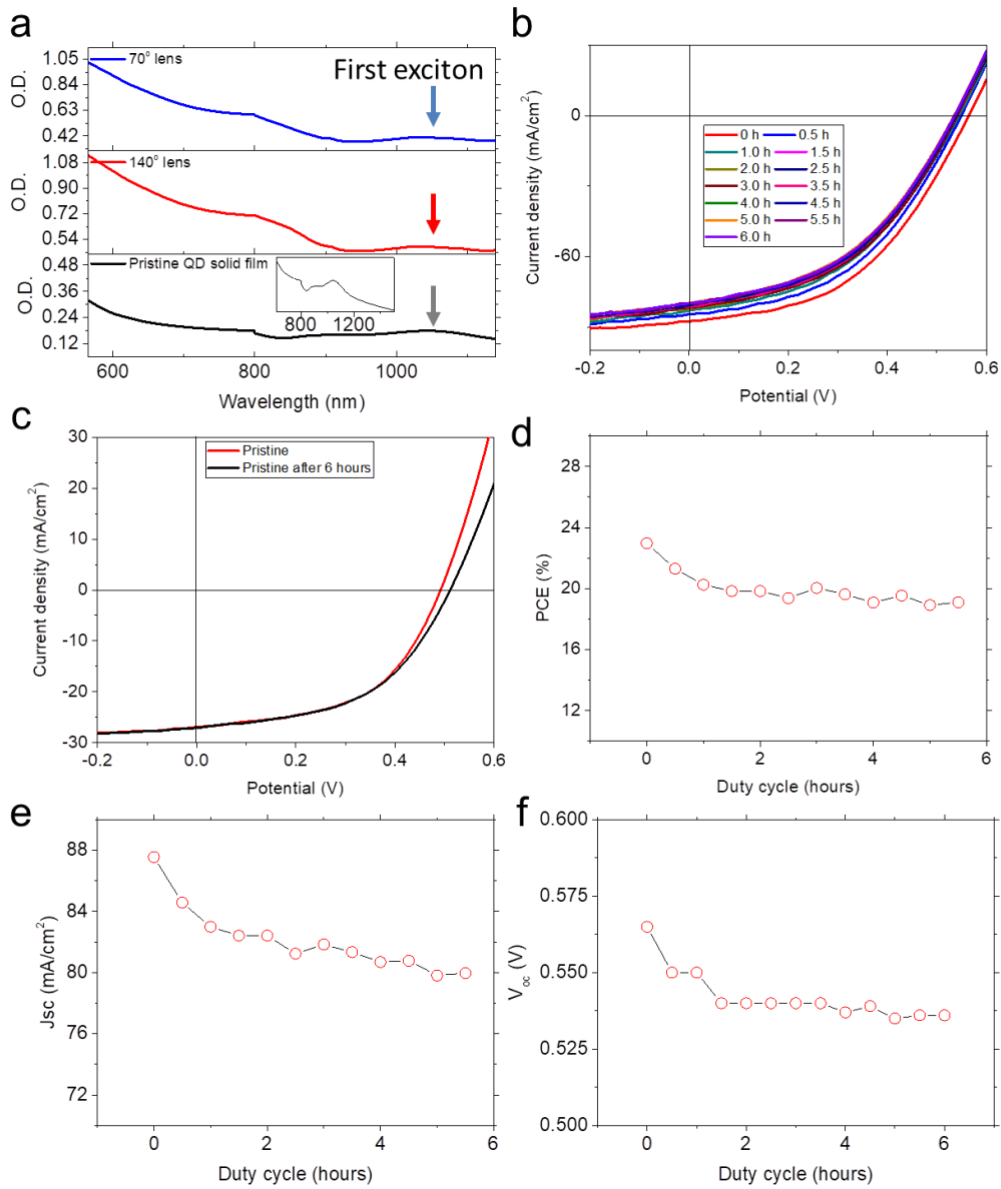 a
1.05
0.84
0.63
0.42
O.D.
70° lens
First exciton
1.08
0.90
0.72
0.54
O.D.
140° lens
0.48
0.36
0.24
0.12
O.D.
Pristine QD solid film
800 1200
600 800 1000
Wavelength (nm)
b
Current density (mA/cm²)
0
-60
0 h 0.5 h
1.0 h 1.5 h
2.0 h 2.5 h
3.0 h 3.5 h
4.0 h 4.5 h
5.0 h 5.5 h
6.0 h
-0.2 0.0 0.2 0.4 0.6
Potential (V)
c
Current density (mA/cm²)
30
20
10
0
-10
-20
-30
Pristine
Pristine after 6 hours
-0.2 0.0 0.2 0.4 0.6
Potential (V)
d
PCE (%)
28
24
20
16
12
0 2 4 6
Duty cycle (hours)
e
Jsc (mA/cm²)
88
84
80
76
72
0 2 4 6
Duty cycle (hours)
f
Voc (V)
0.600
0.575
0.550
0.525
0.500
0 2 4 6
Duty cycle (hours)